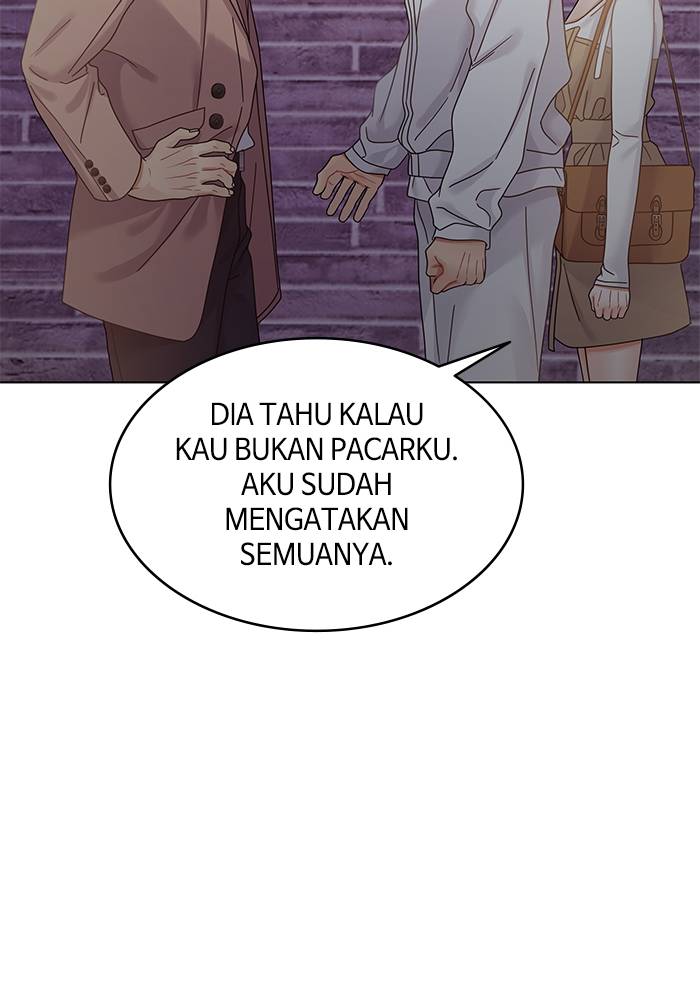 DIA TAHU KALAU
KAU BUKAN PACARKU.
AKU SUDAH
MENGATAKAN
SEMUANYA.